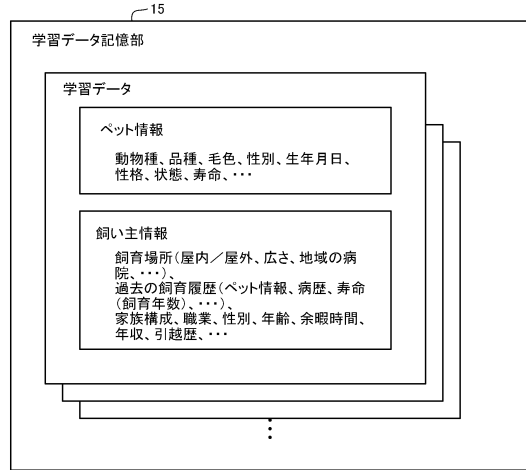 15
学習データ記憶部
学習データ
ペット情報
動物種、品種、毛色、性別、生年月日、
性格、状態、寿命、・・・
飼い主情報
飼育場所(屋内／屋外、広さ、地域の病
院、・・・)、
過去の飼育履歴(ペット情報、病歴、寿命
(飼育年数)、・・・)、
家族構成、職業、性別、年齢、余暇時間、
年収、引越歴、・・・